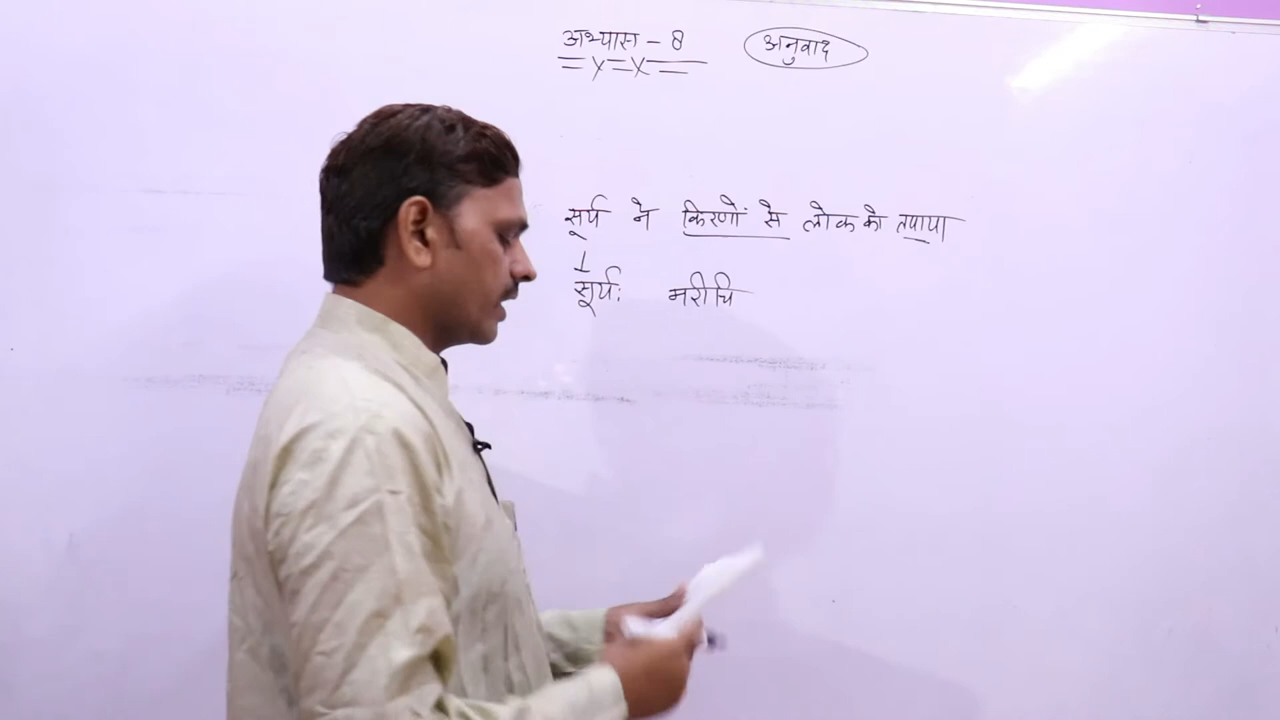 अभ्यास - 8 अनुवाद
सूर्य ने किरणों से लोक को तपाया
सूर्यः मरीचि